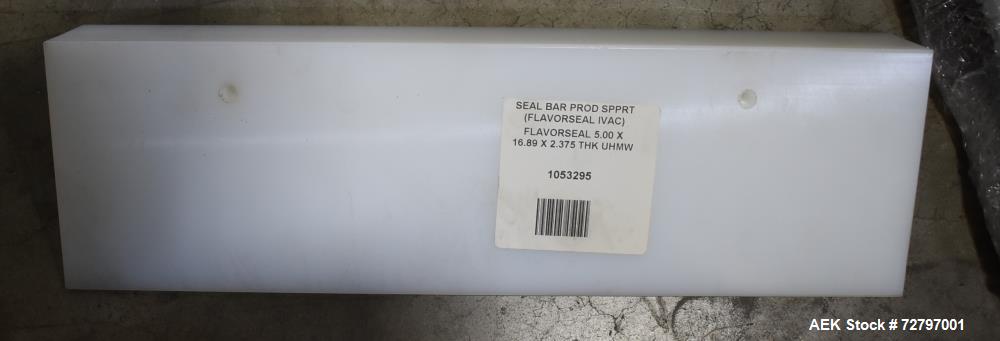 SEAL BAR PROD SPPRT
(FLAVORSEAL IVAC)
FLAVORSEAL 5.00 X
16.89 X 2.375 THK UHMW
1053295
AEK Stock # 72797001